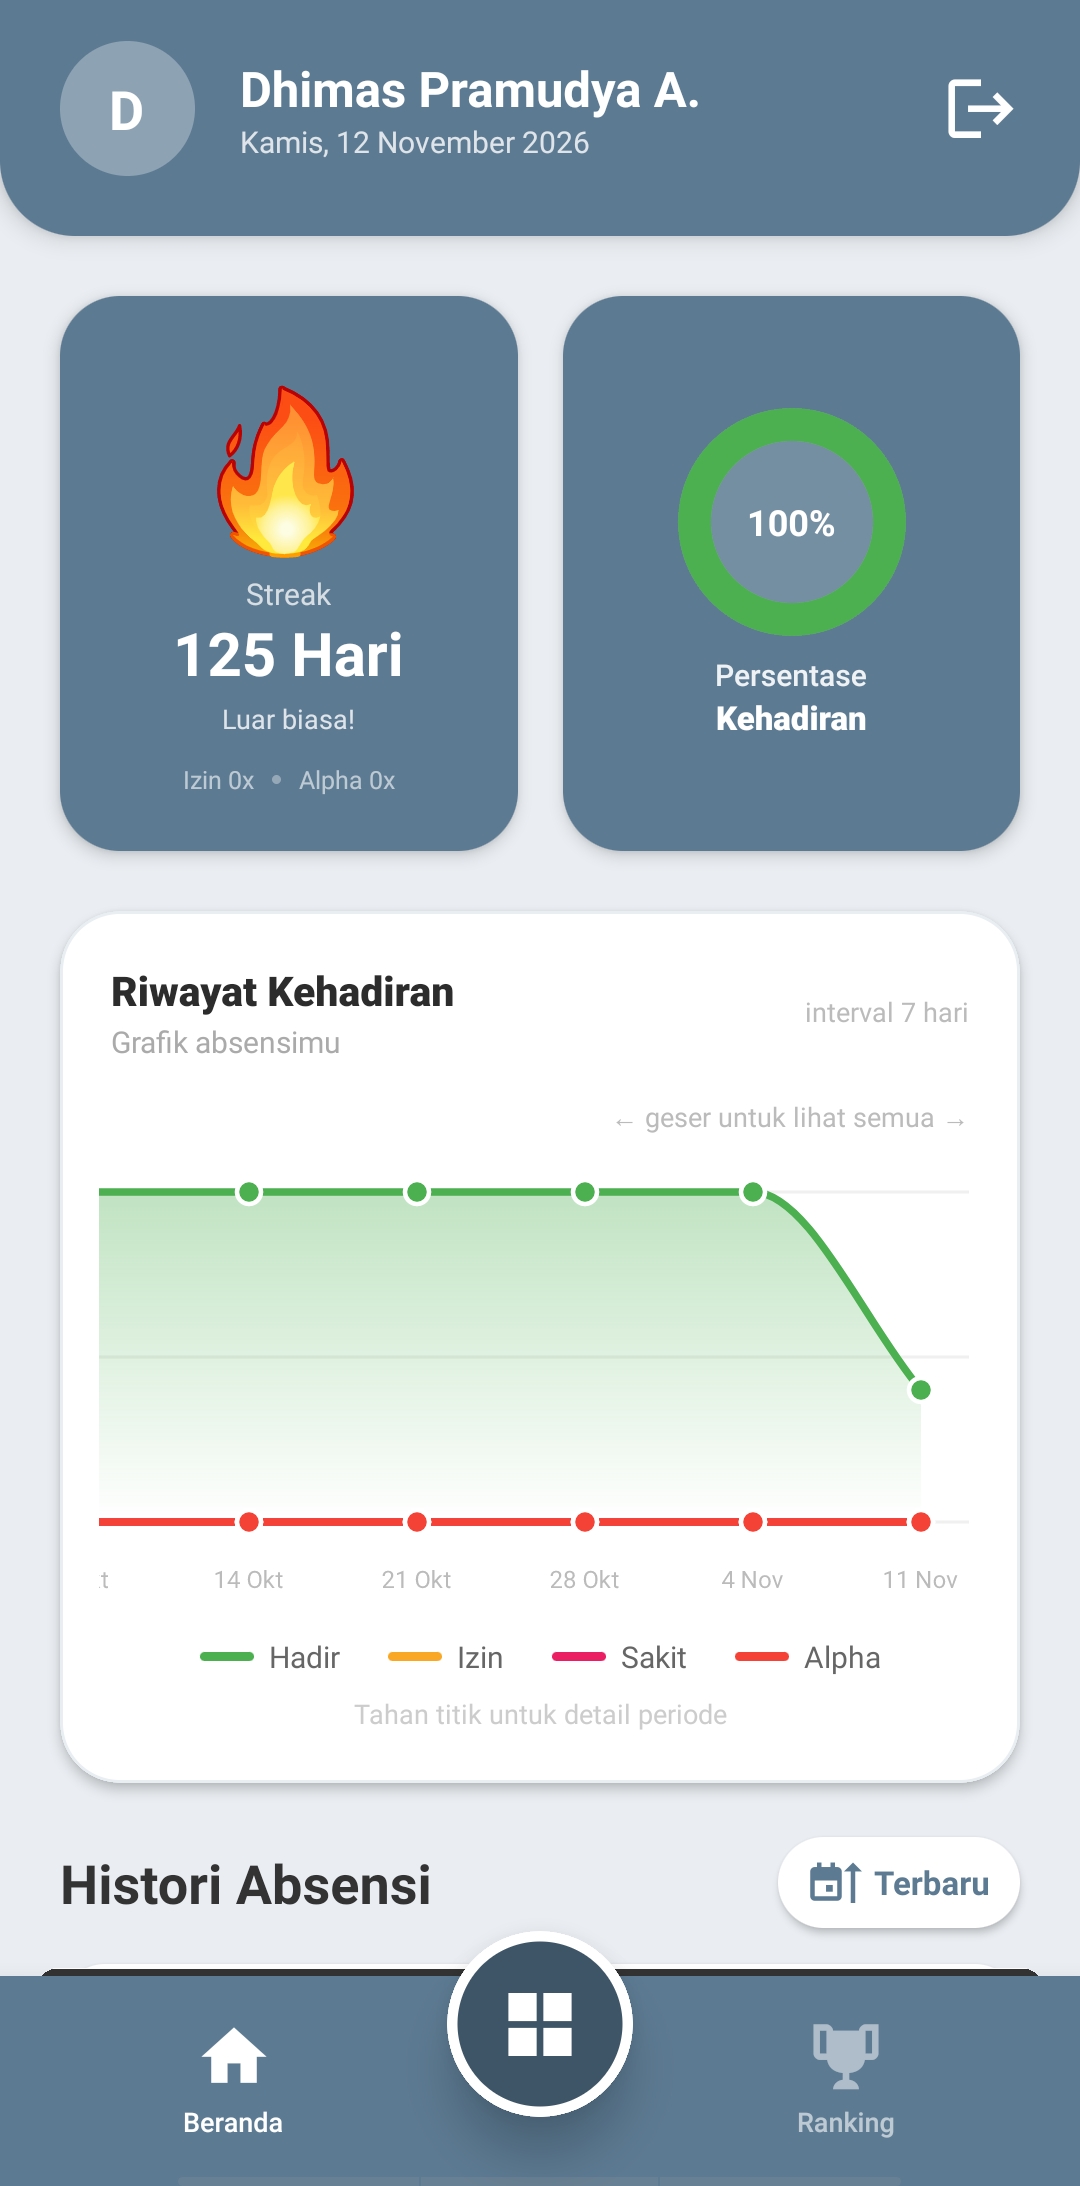 D
Dhimas Pramudya A.
Kamis, 12 November 2026
Streak
125 Hari
Luar biasa!
Izin 0x • Alpha 0x
100%
Persentase
Kehadiran
Riwayat Kehadiran
Grafik absensimu
interval 7 hari
← geser untuk lihat semua →
t 14 Okt 21 Okt 28 Okt 4 Nov 11 Nov
Hadir Izin Sakit Alpha
Tahan titik untuk detail periode
Histori Absensi
Terbaru
Beranda
Ranking